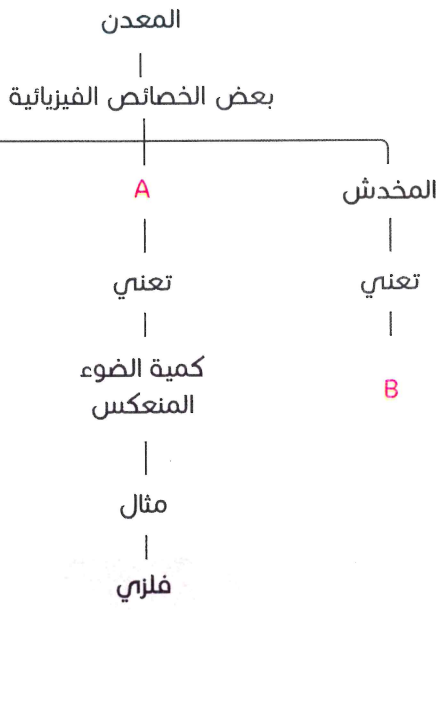 المعدن
بعض الخصائص الفيزيائية
المخدش
A
تعني
تعني
كمية الضوء
المنعكس
B
مثال
فلزي